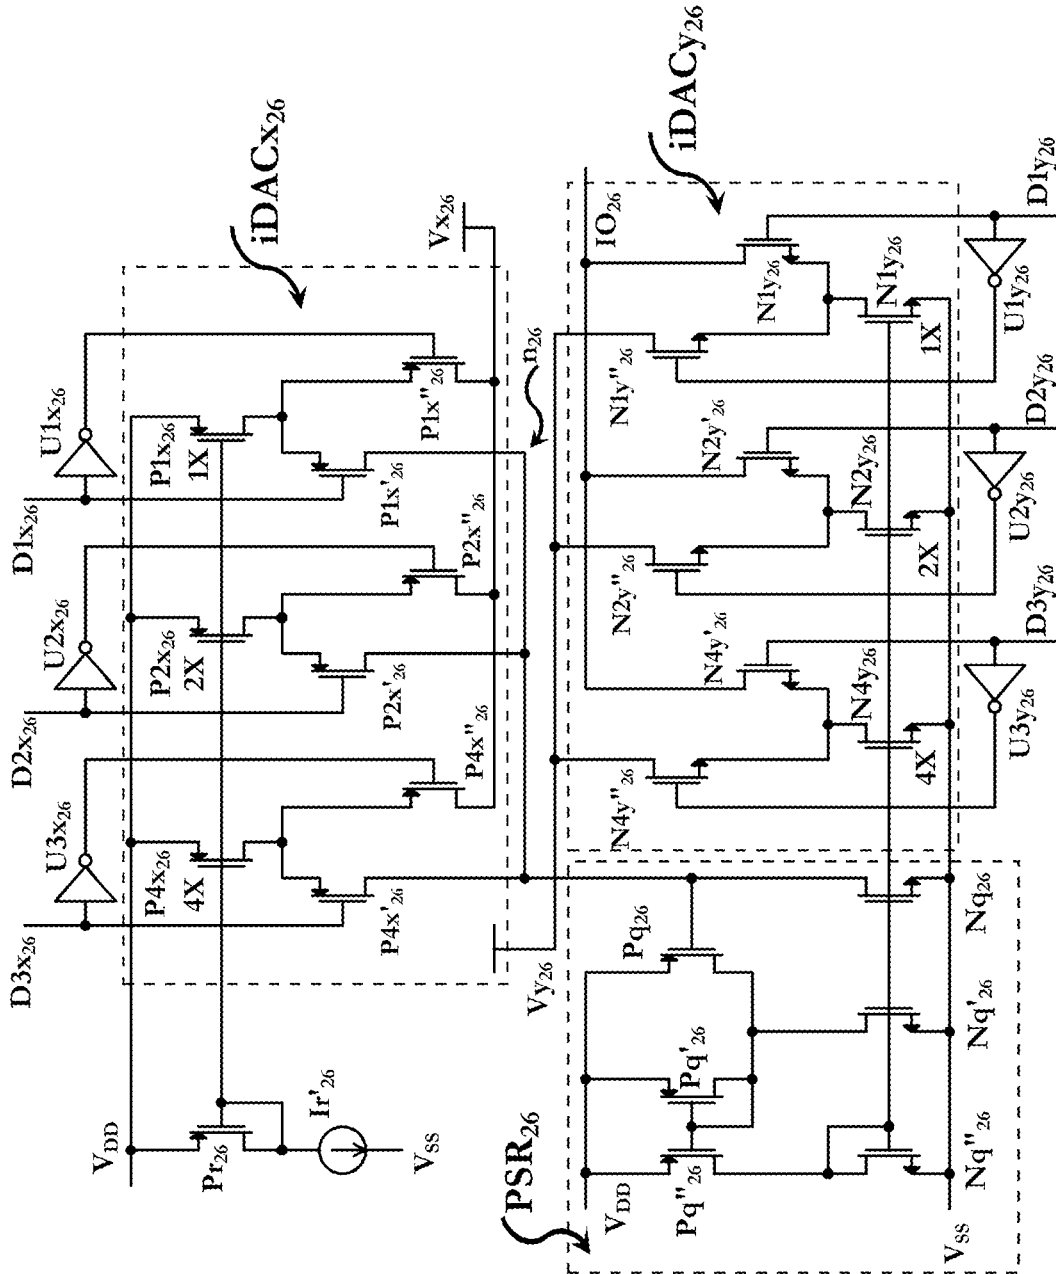 iDACx26
iDACy26
D3x26
D2x26
D1x26
U3x26
U2x26
U1x26
VDD
Pr26
Ir'26
VSS
P4x26
4X
P2x26
2X
P1x26
1X
P4x'26
P4x''26
P2x'26
P2x''26
P1x'26
P1x''26
Vx26
n26
Vy26
IO26
PSR26
VDD
Pq''26
Pq'26
Pq26
Nq''26
Nq'26
Nq26
VSS
N4y''26
N4y'26
N4y26
4X
N2y''26
N2y'26
N2y26
2X
N1y''26
N1y26
N1y26
1X
U3y26
U2y26
U1y26
D3y26
D2y26
D1y26